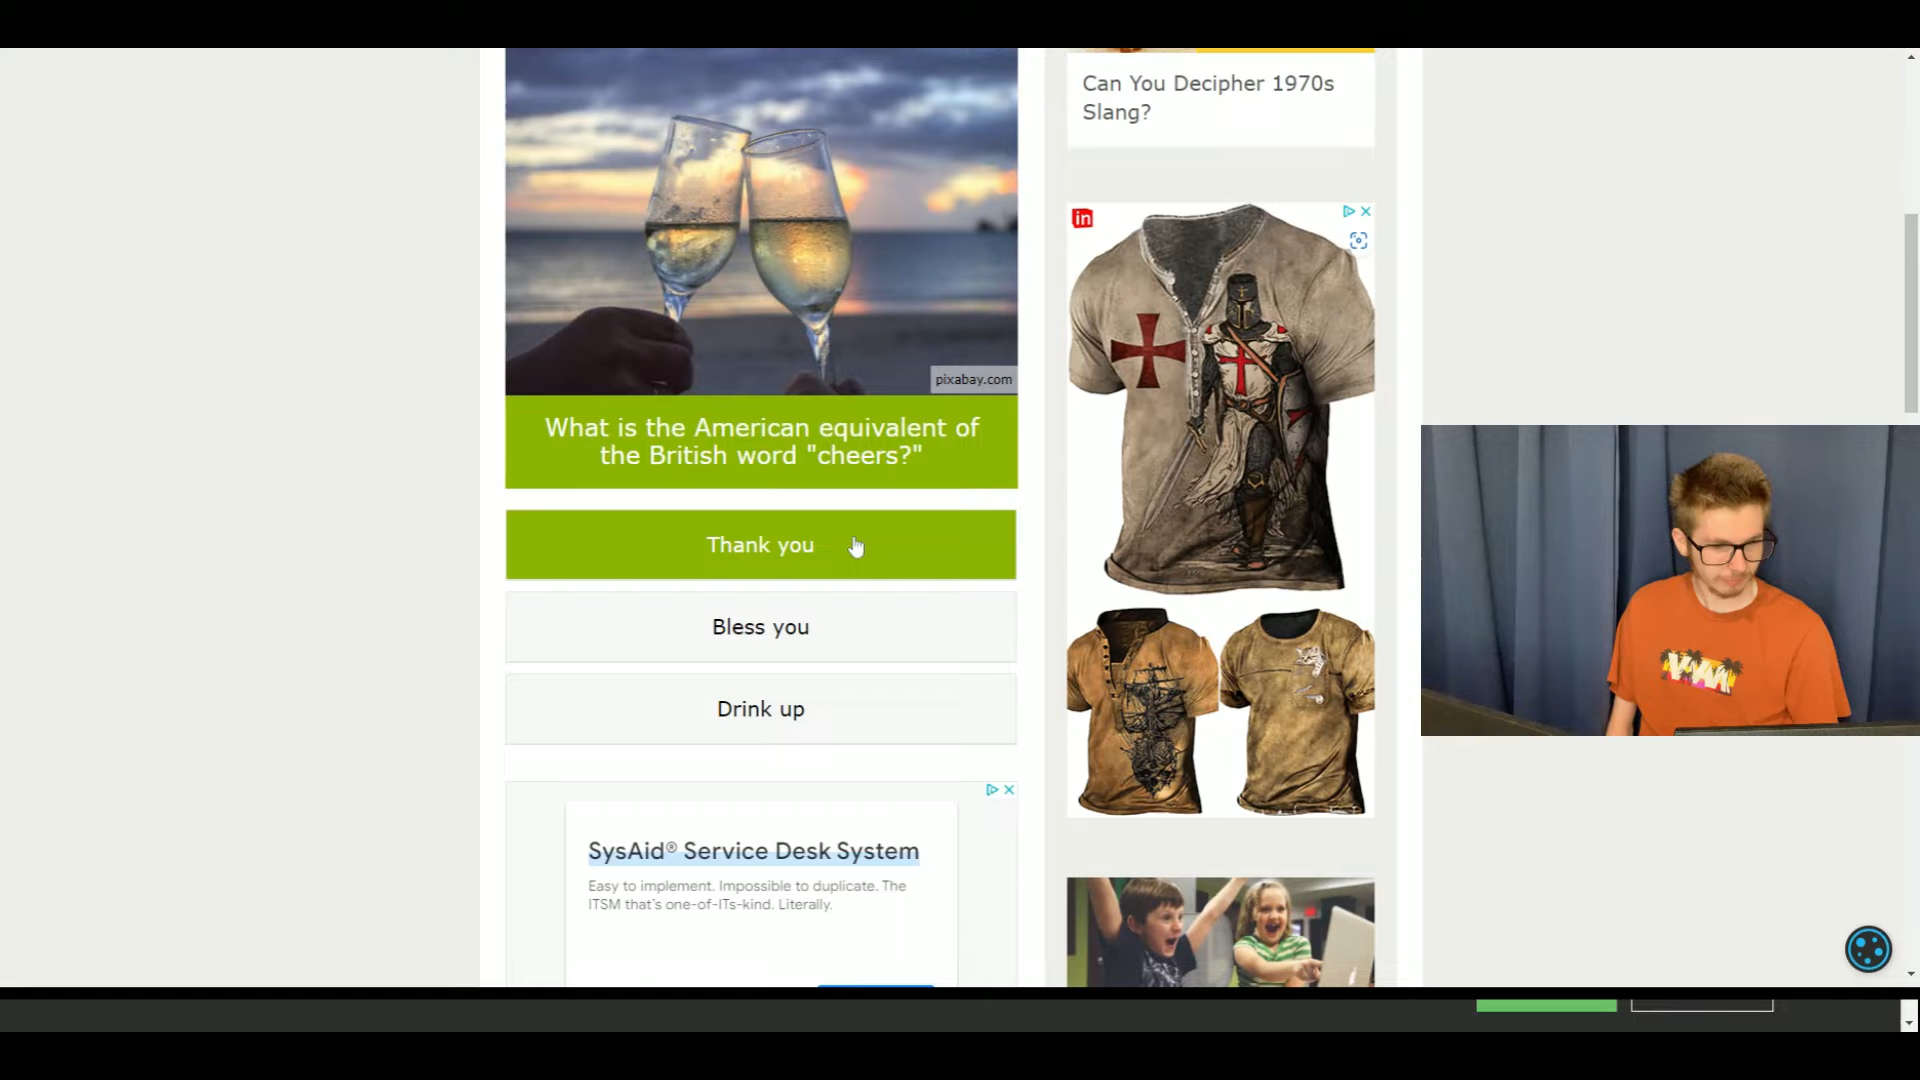 Can You Decipher 1970s
Slang?
in
pixabay.com
What is the American equivalent of
the British word "cheers?"
Thank you
Bless you
Drink up
SysAid® Service Desk System
Easy to implement. Impossible to duplicate. The
ITSM that's one-of-ITs-kind. Literally.